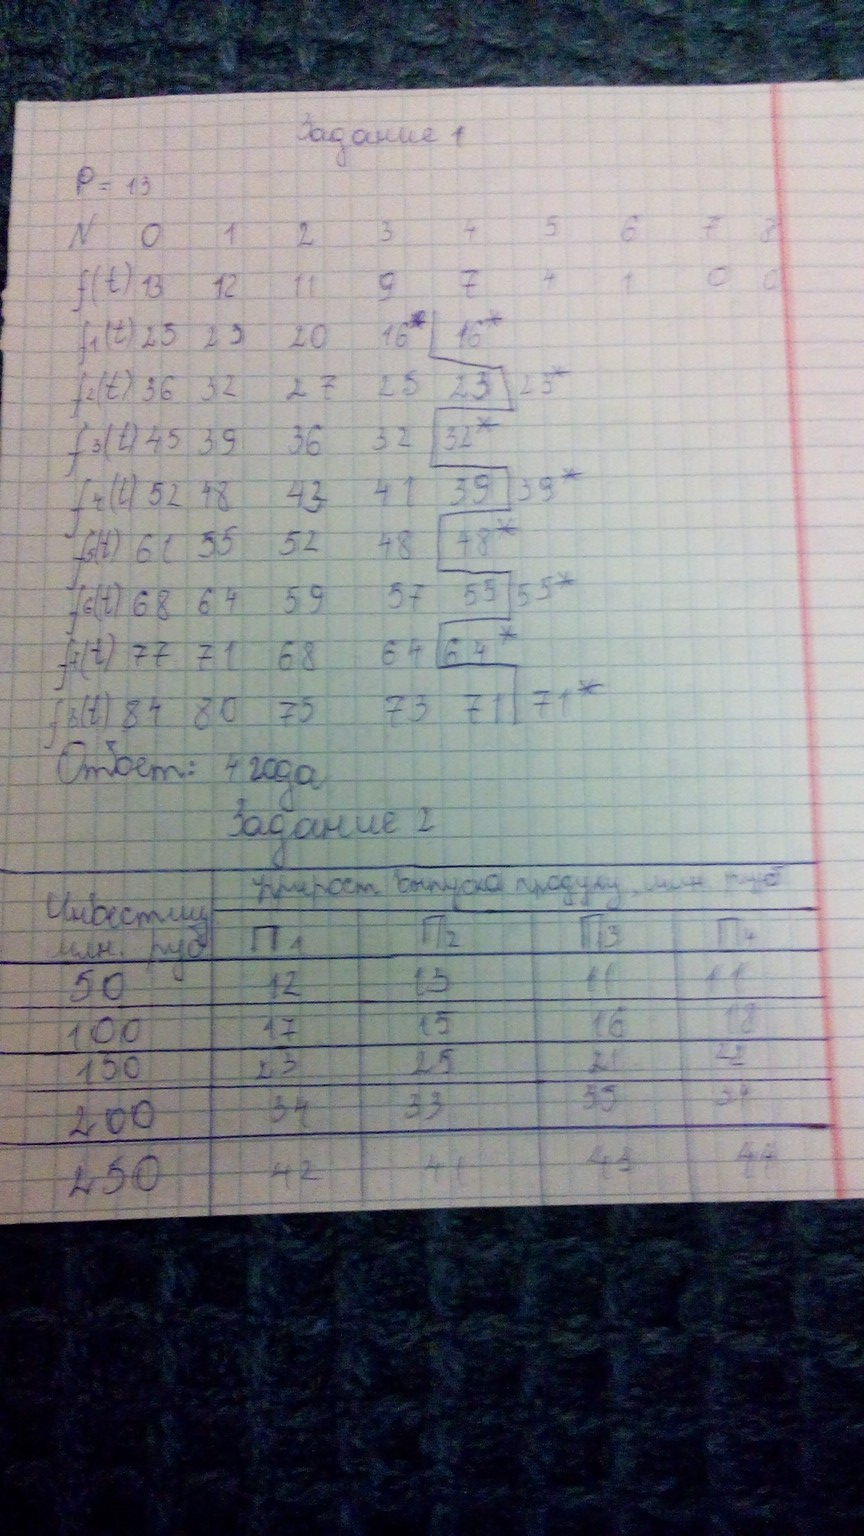 Задание 1
P = 13
N 0 1 2 3 4 5 6 7 8
f(t) 13 12 11 9 7 4 1 0 0
f₁(t) 25 23 20 16* 16*
f₂(t) 36 32 27 25 23 23*
f₃(t) 45 39 36 32 32*
f₄(t) 52 48 43 41 39 39*
f₅(t) 61 55 52 48 48*
f₆(t) 68 64 59 57 55 55*
f₇(t) 77 71 68 64 64*
f₈(t) 84 80 75 73 71 71*
Ответ: 4 года
Задание 2
Прирост выпуска продукц, млн. руб
Инвестиц
млн. руб П1 П2 П3 П4
50 12 13 11 11
100 17 15 16 18
150 23 25 21 22
200 34 33 35
250 42 41 43 44